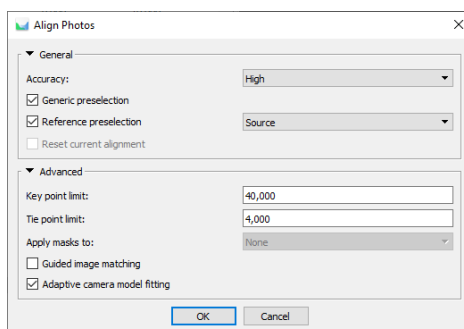 Align Photos
General
Accuracy: High
Generic preselection
Reference preselection Source
Reset current alignment
Advanced
Key point limit: 40,000
Tie point limit: 4,000
Apply masks to: None
Guided image matching
Adaptive camera model fitting
OK Cancel